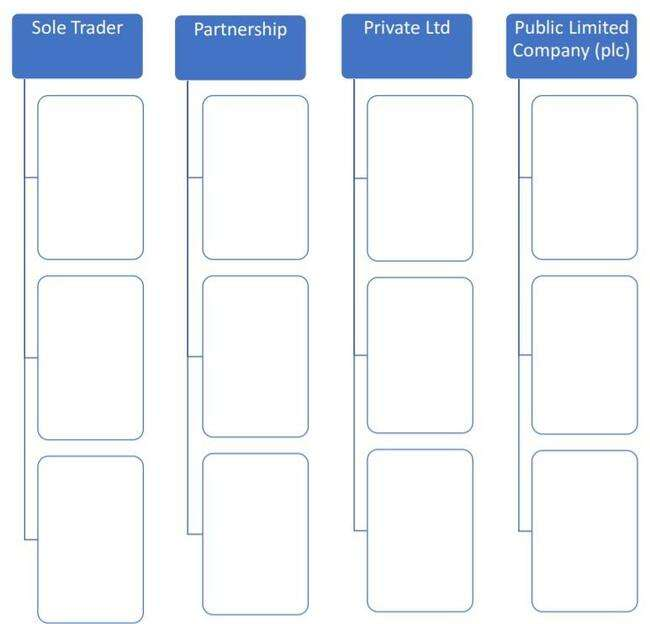 Sole Trader
Partnership
Private Ltd
Public Limited
Company (plc)